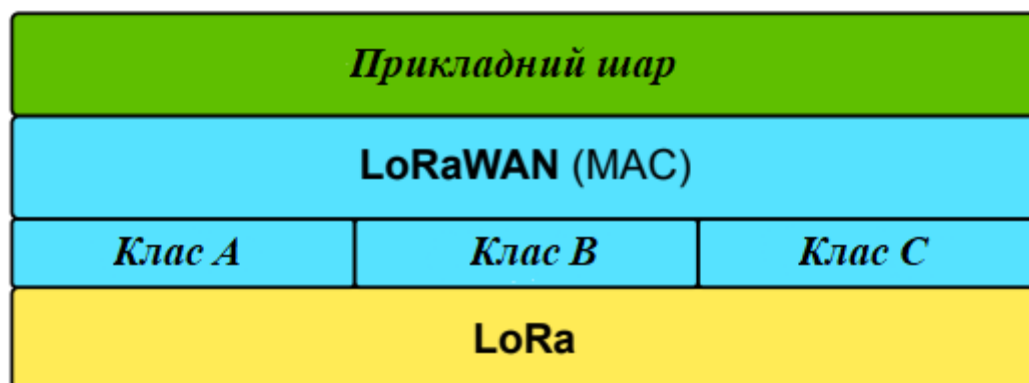 Прикладний шар
LoRaWAN (MAC)
Клас A
Клас B
Клас C
LoRa